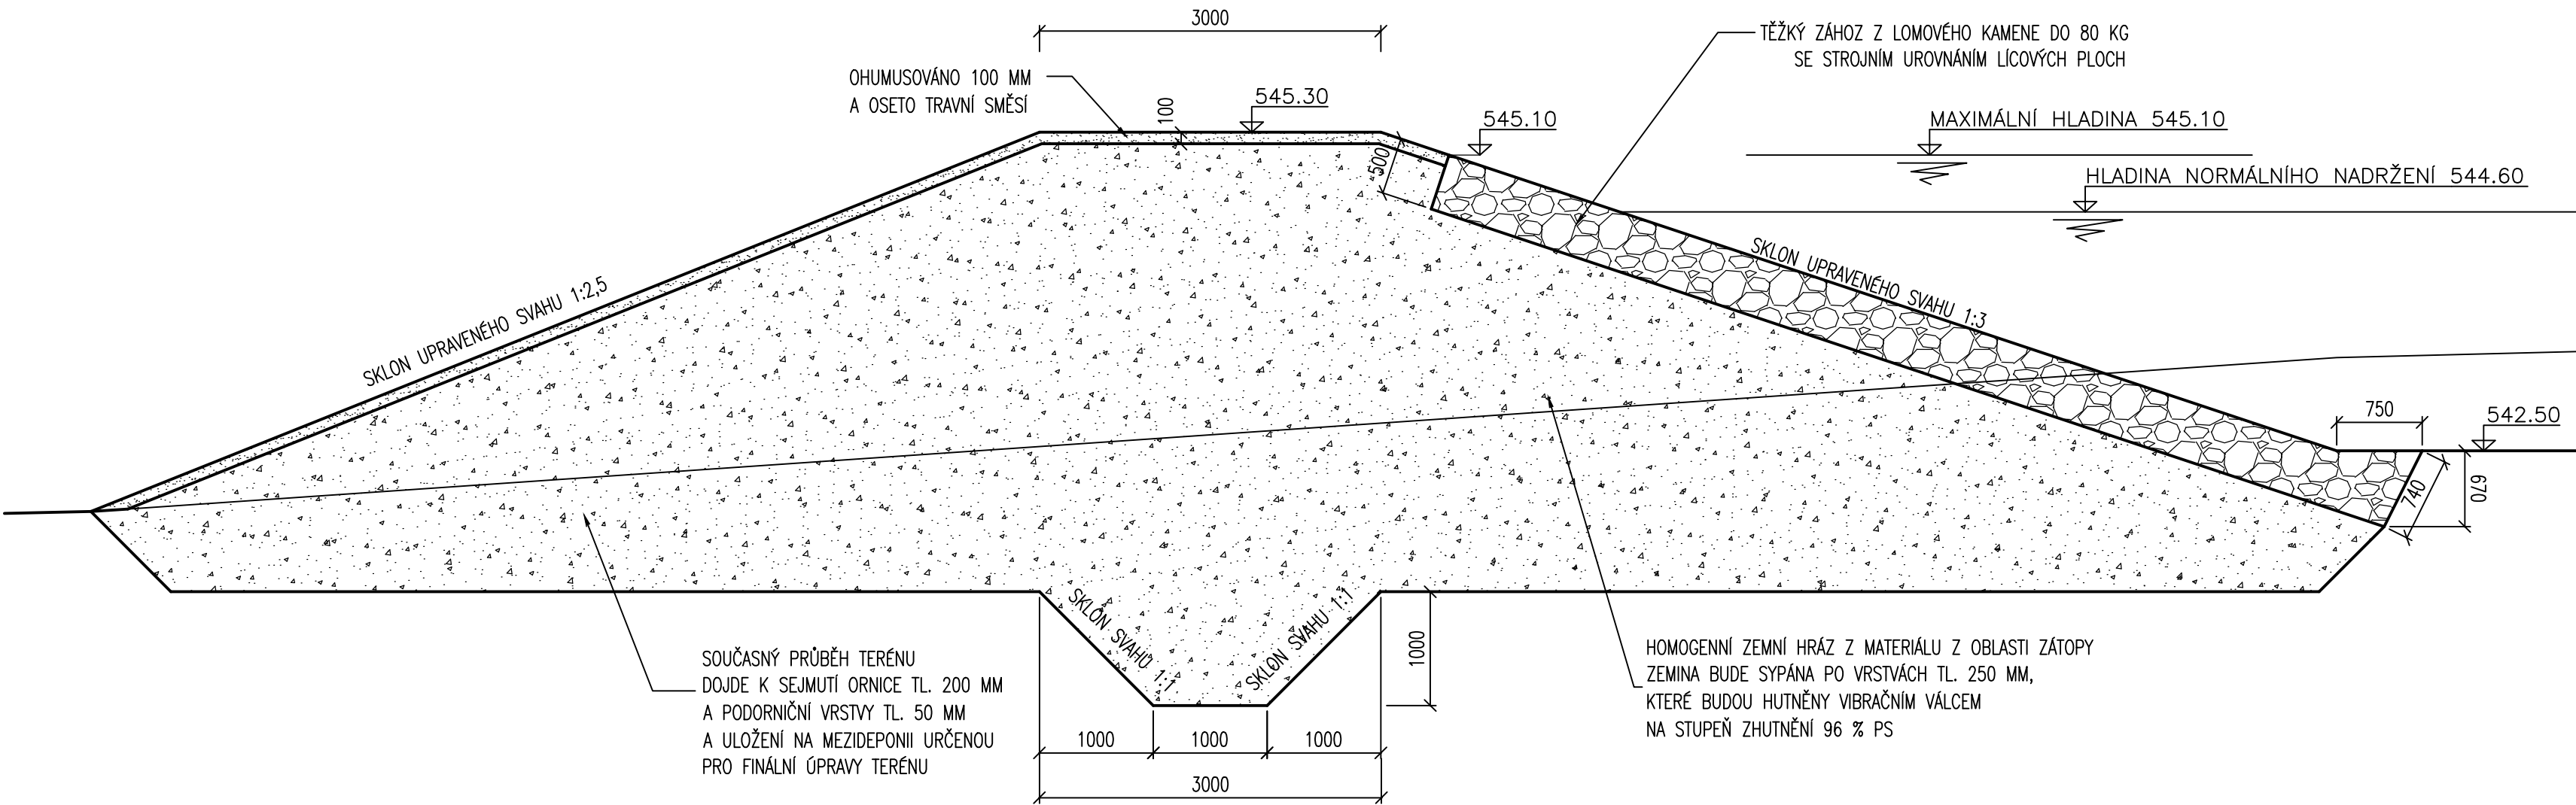 3000
TĚŽKÝ ZÁHOZ Z LOMOVÉHO KAMENE DO 80 KG
SE STROJNÍM UROVNÁNÍM LÍCOVÝCH PLOCH
OHUMUSOVÁNO 100 MM
A OSETO TRAVNÍ SMĚSÍ
100
545.30
545.10
MAXIMÁLNÍ HLADINA 545.10
500
HLADINA NORMÁLNÍHO NADRŽENÍ 544.60
SKLON UPRAVENÉHO SVAHU 1:2,5
SKLON UPRAVENÉHO SVAHU 1:3
750
542.50
740
670
SKLON SVAHU 1:1
SKLON SVAHU 1:1
1000
SOUČASNÝ PRŮBĚH TERÉNU
DOJDE K SEJMUTÍ ORNICE TL. 200 MM
A PODORNIČNÍ VRSTVY TL. 50 MM
A ULOŽENÍ NA MEZIDEPONII URČENOU
PRO FINÁLNÍ ÚPRAVY TERÉNU
HOMOGENNÍ ZEMNÍ HRÁZ Z MATERIÁLU Z OBLASTI ZÁTOPY
ZEMINA BUDE SYPÁNA PO VRSTVÁCH TL. 250 MM,
KTERÉ BUDOU HUTNĚNY VIBRAČNÍM VÁLCEM
NA STUPEŇ ZHUTNĚNÍ 96 % PS
1000 1000 1000
3000